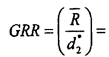 GRR = (R̅ / d₂*) =